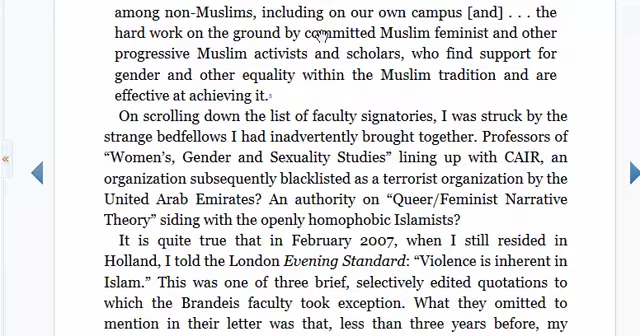 among non-Muslims, including on our own campus [and] . . . the
hard work on the ground by committed Muslim feminist and other
progressive Muslim activists and scholars, who find support for
gender and other equality within the Muslim tradition and are
effective at achieving it.³
On scrolling down the list of faculty signatories, I was struck by the
strange bedfellows I had inadvertently brought together. Professors of
“Women’s, Gender and Sexuality Studies” lining up with CAIR, an
organization subsequently blacklisted as a terrorist organization by the
United Arab Emirates? An authority on “Queer/Feminist Narrative
Theory” siding with the openly homophobic Islamists?
It is quite true that in February 2007, when I still resided in
Holland, I told the London Evening Standard: “Violence is inherent in
Islam.” This was one of three brief, selectively edited quotations to
which the Brandeis faculty took exception. What they omitted to
mention in their letter was that, less than three years before, my